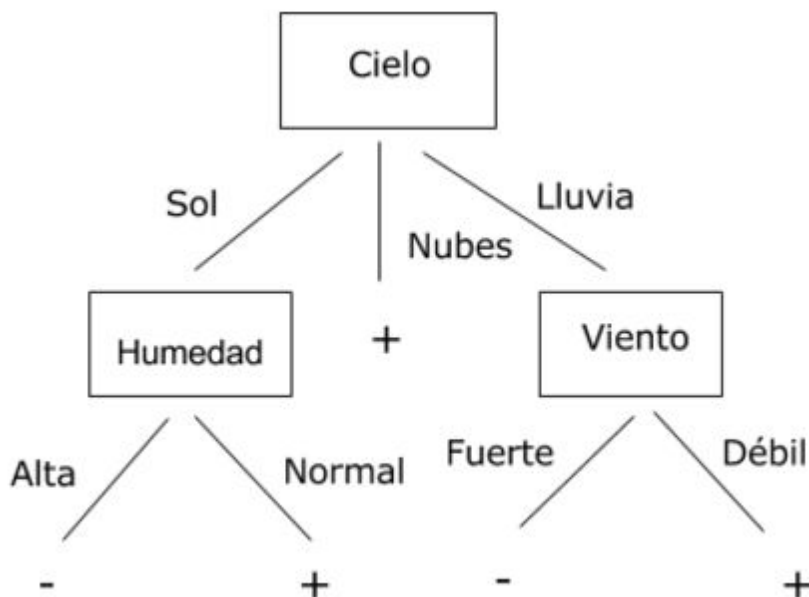 Cielo
Sol
Lluvia
Nubes
Humedad
+
Viento
Alta
Normal
Fuerte
Débil
-
+
-
+